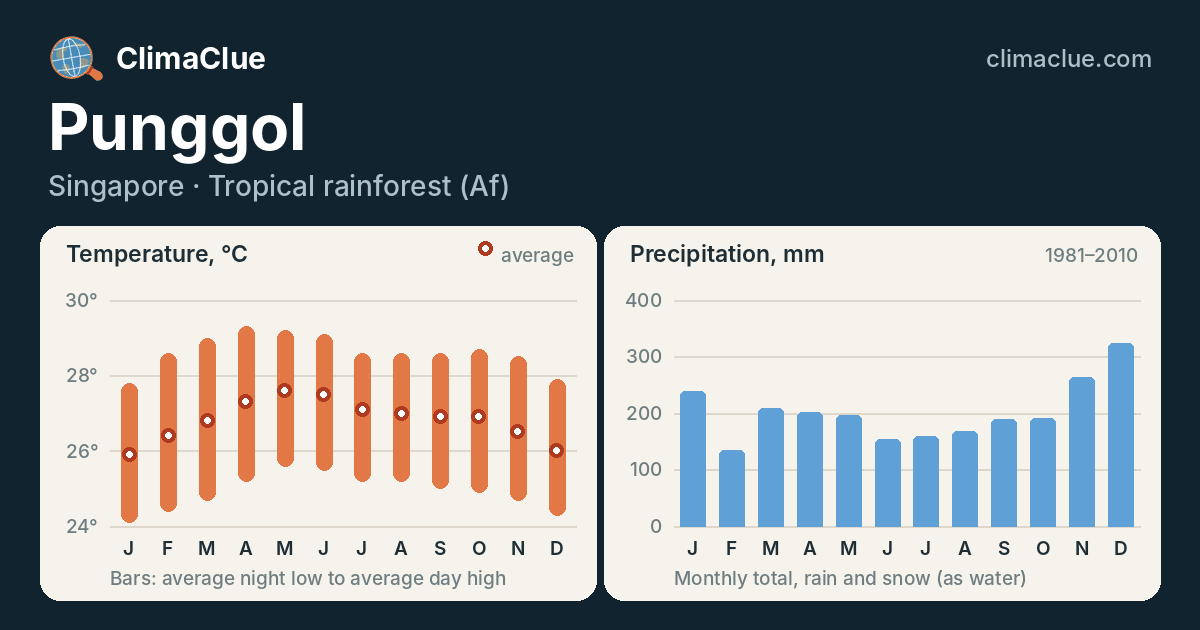 ClimaClue
climaclue.com
Punggol
Singapore · Tropical rainforest (Af)
Temperature, °C
average
30°
28°
26°
24°
J F M A M J J A S O N D
Bars: average night low to average day high
Precipitation, mm
1981–2010
400
300
200
100
0
J F M A M J J A S O N D
Monthly total, rain and snow (as water)